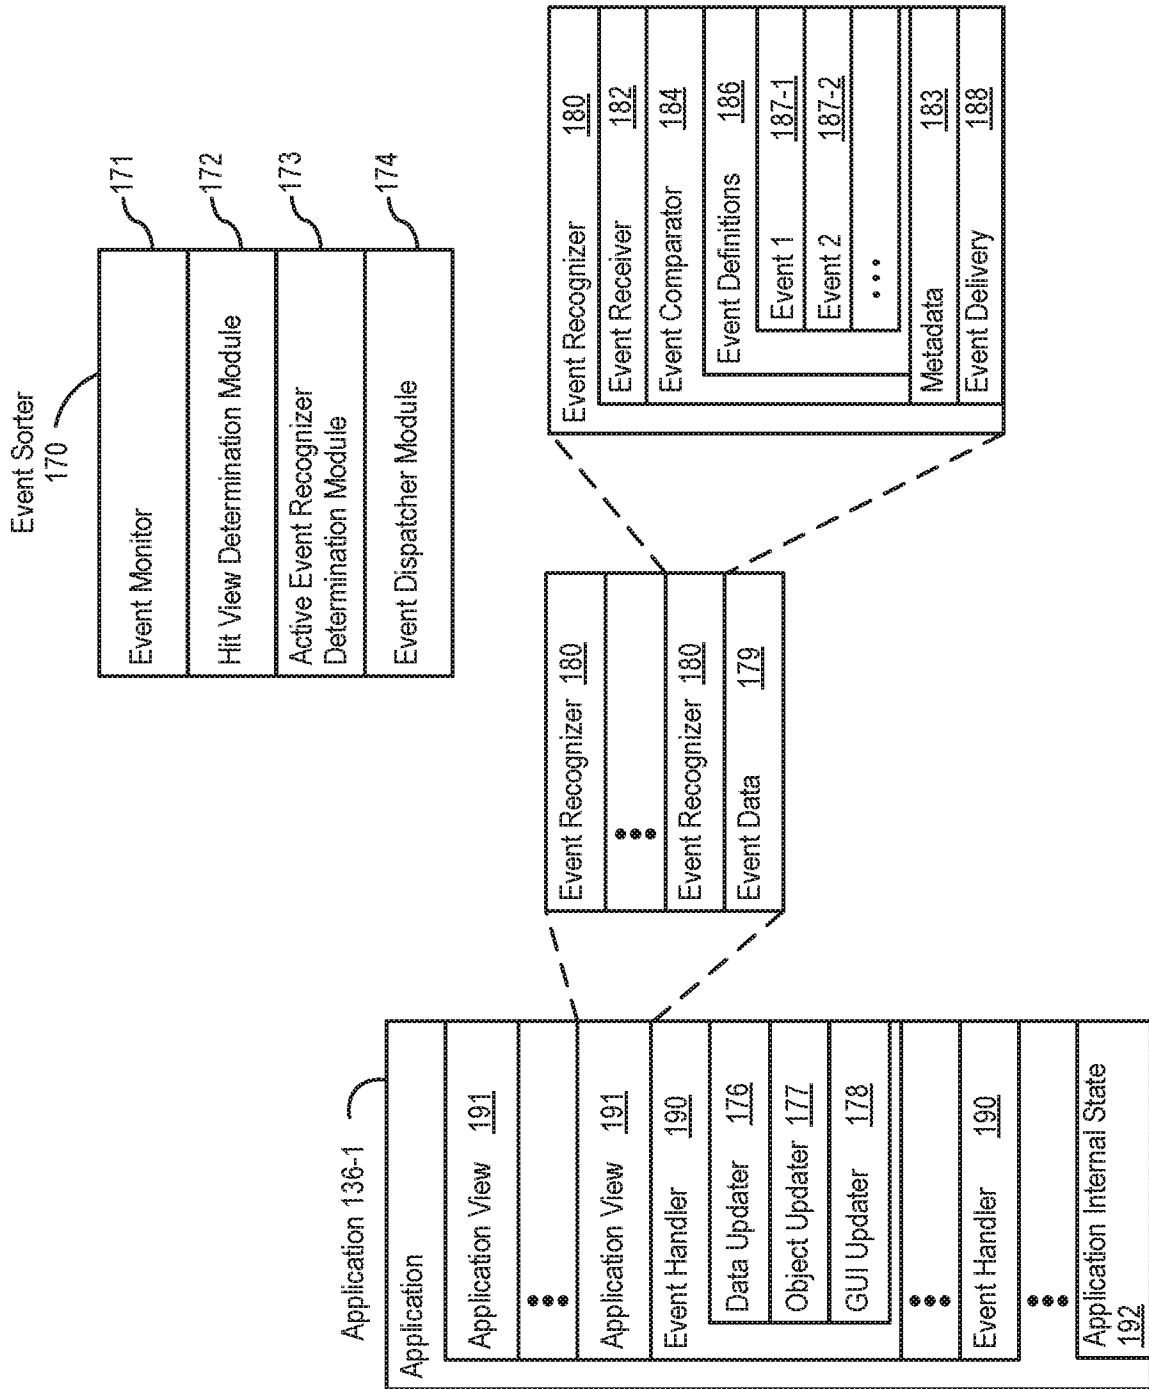 Event Sorter
170
Event Monitor
171
Hit View Determination Module
172
Active Event Recognizer
Determination Module
173
Event Dispatcher Module
174
Application 136-1
Application
Application View 191
•••
Application View 191
Event Handler 190
Data Updater 176
Object Updater 177
GUI Updater 178
•••
Event Handler 190
•••
Application Internal State
192
Event Recognizer 180
•••
Event Recognizer 180
Event Data 179
Event Recognizer 180
Event Receiver 182
Event Comparator 184
Event Definitions 186
Event 1 187-1
Event 2 187-2
•••
Metadata 183
Event Delivery 188